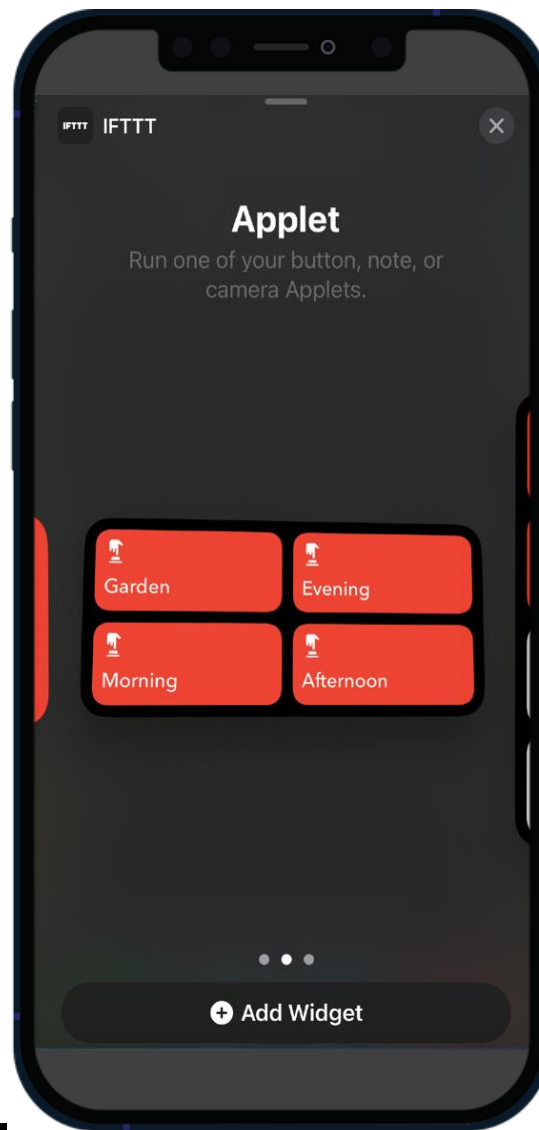 IFTTT IFTTT
Applet
Run one of your button, note, or
camera Applets.
Garden
Evening
Morning
Afternoon
Add Widget